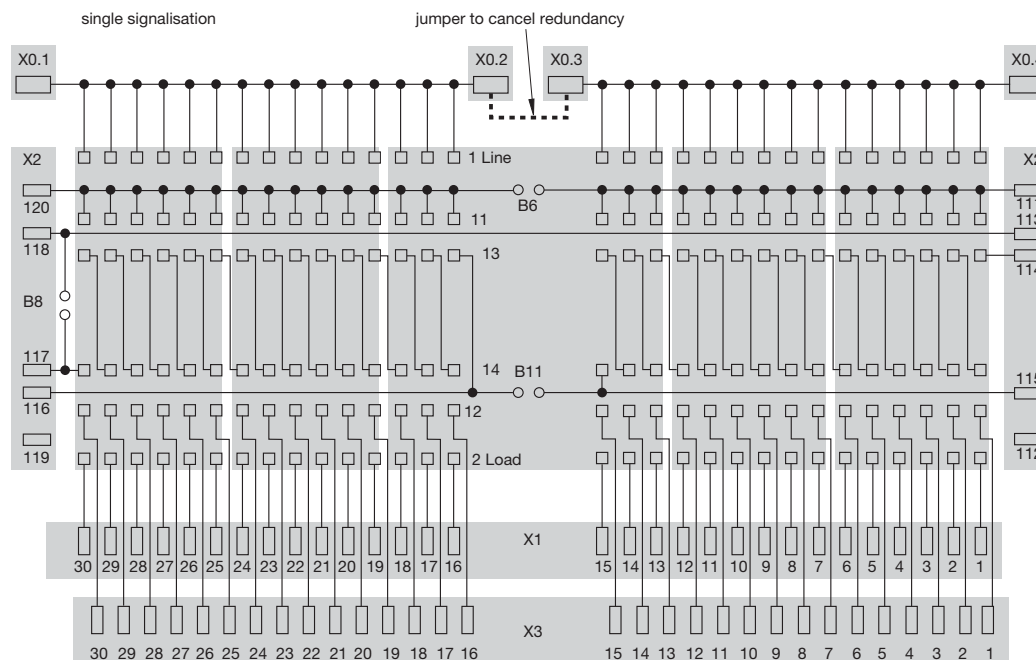 single signalisation jumper to cancel redundancy
X0.1 X0.2 X0.3
X2 1 Line
120 B6
11
118 13
114
B8
117 14 B11
115
116 12
119 2 Load 112
X1
30 29 28 27 26 25 24 23 22 21 20 19 18 17 16 15 14 13 12 11 10 9 8 7 6 5 4 3 2 1
X3
30 29 28 27 26 25 24 23 22 21 20 19 18 17 16 15 14 13 12 11 10 9 8 7 6 5 4 3 2 1